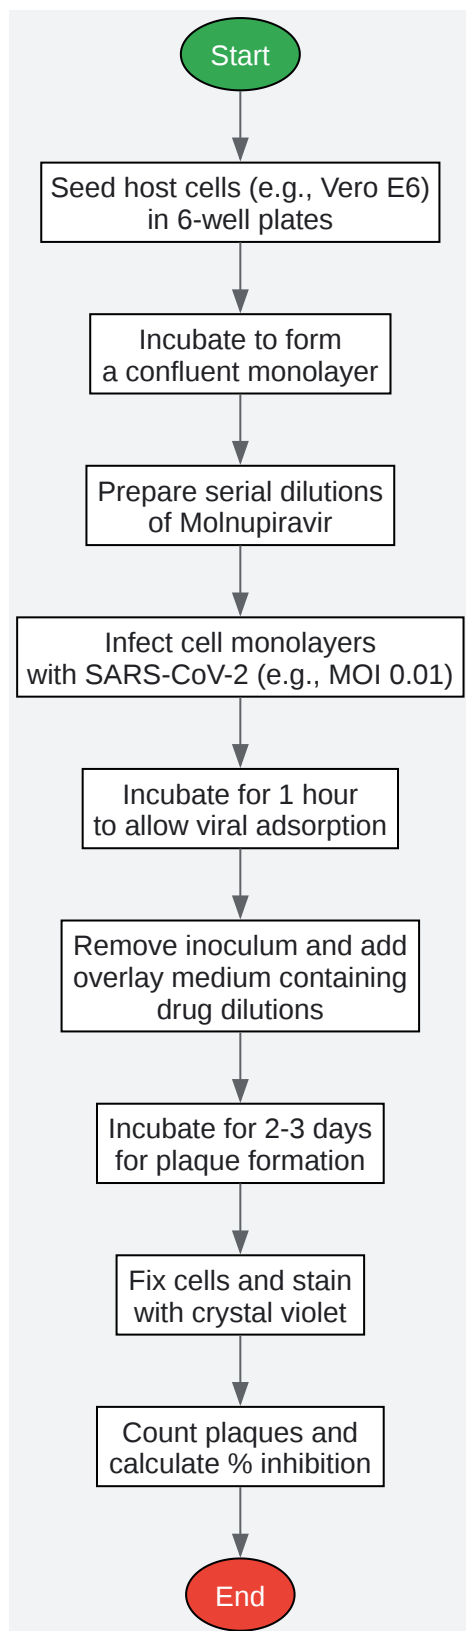 Start
Seed host cells (e.g., Vero E6)
in 6-well plates
Incubate to form
a confluent monolayer
Prepare serial dilutions
of Molnupiravir
Infect cell monolayers
with SARS-CoV-2 (e.g., MOI 0.01)
Incubate for 1 hour
to allow viral adsorption
Remove inoculum and add
overlay medium containing
drug dilutions
Incubate for 2-3 days
for plaque formation
Fix cells and stain
with crystal violet
Count plaques and
calculate % inhibition
End